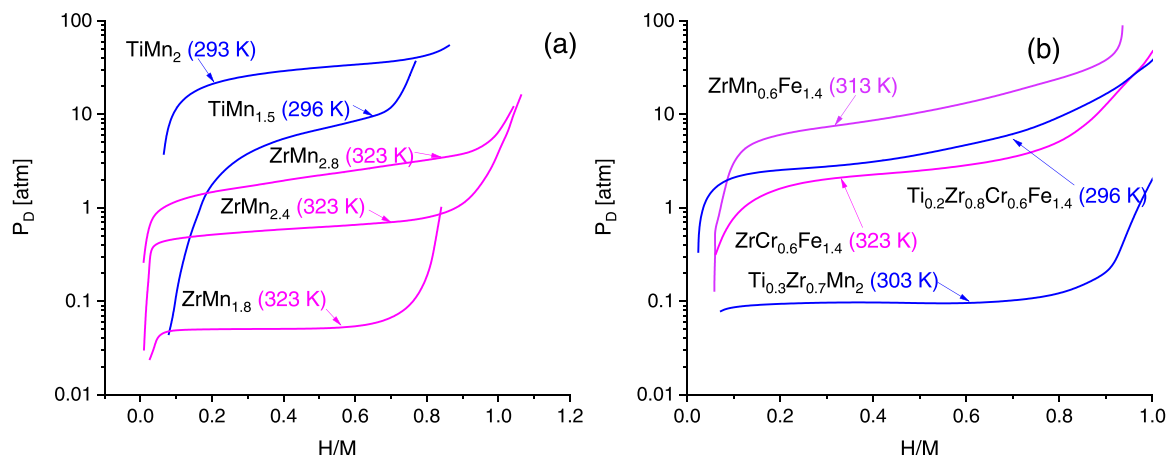 100
10
1
0.1
0.01
P_D [atm]
0.0 0.2 0.4 0.6 0.8 1.0 1.2
H/M
(a)
TiMn₂ (293 K)
TiMn₁.₅ (296 K)
ZrMn₂.₈ (323 K)
ZrMn₂.₄ (323 K)
ZrMn₁.₈ (323 K)
100
10
1
0.1
0.01
P_D [atm]
0.0 0.2 0.4 0.6 0.8 1.0
H/M
(b)
ZrMn₀.₆Fe₁.₄ (313 K)
Ti₀.₂Zr₀.₈Cr₀.₆Fe₁.₄ (296 K)
ZrCr₀.₆Fe₁.₄ (323 K)
Ti₀.₃Zr₀.₇Mn₂ (303 K)